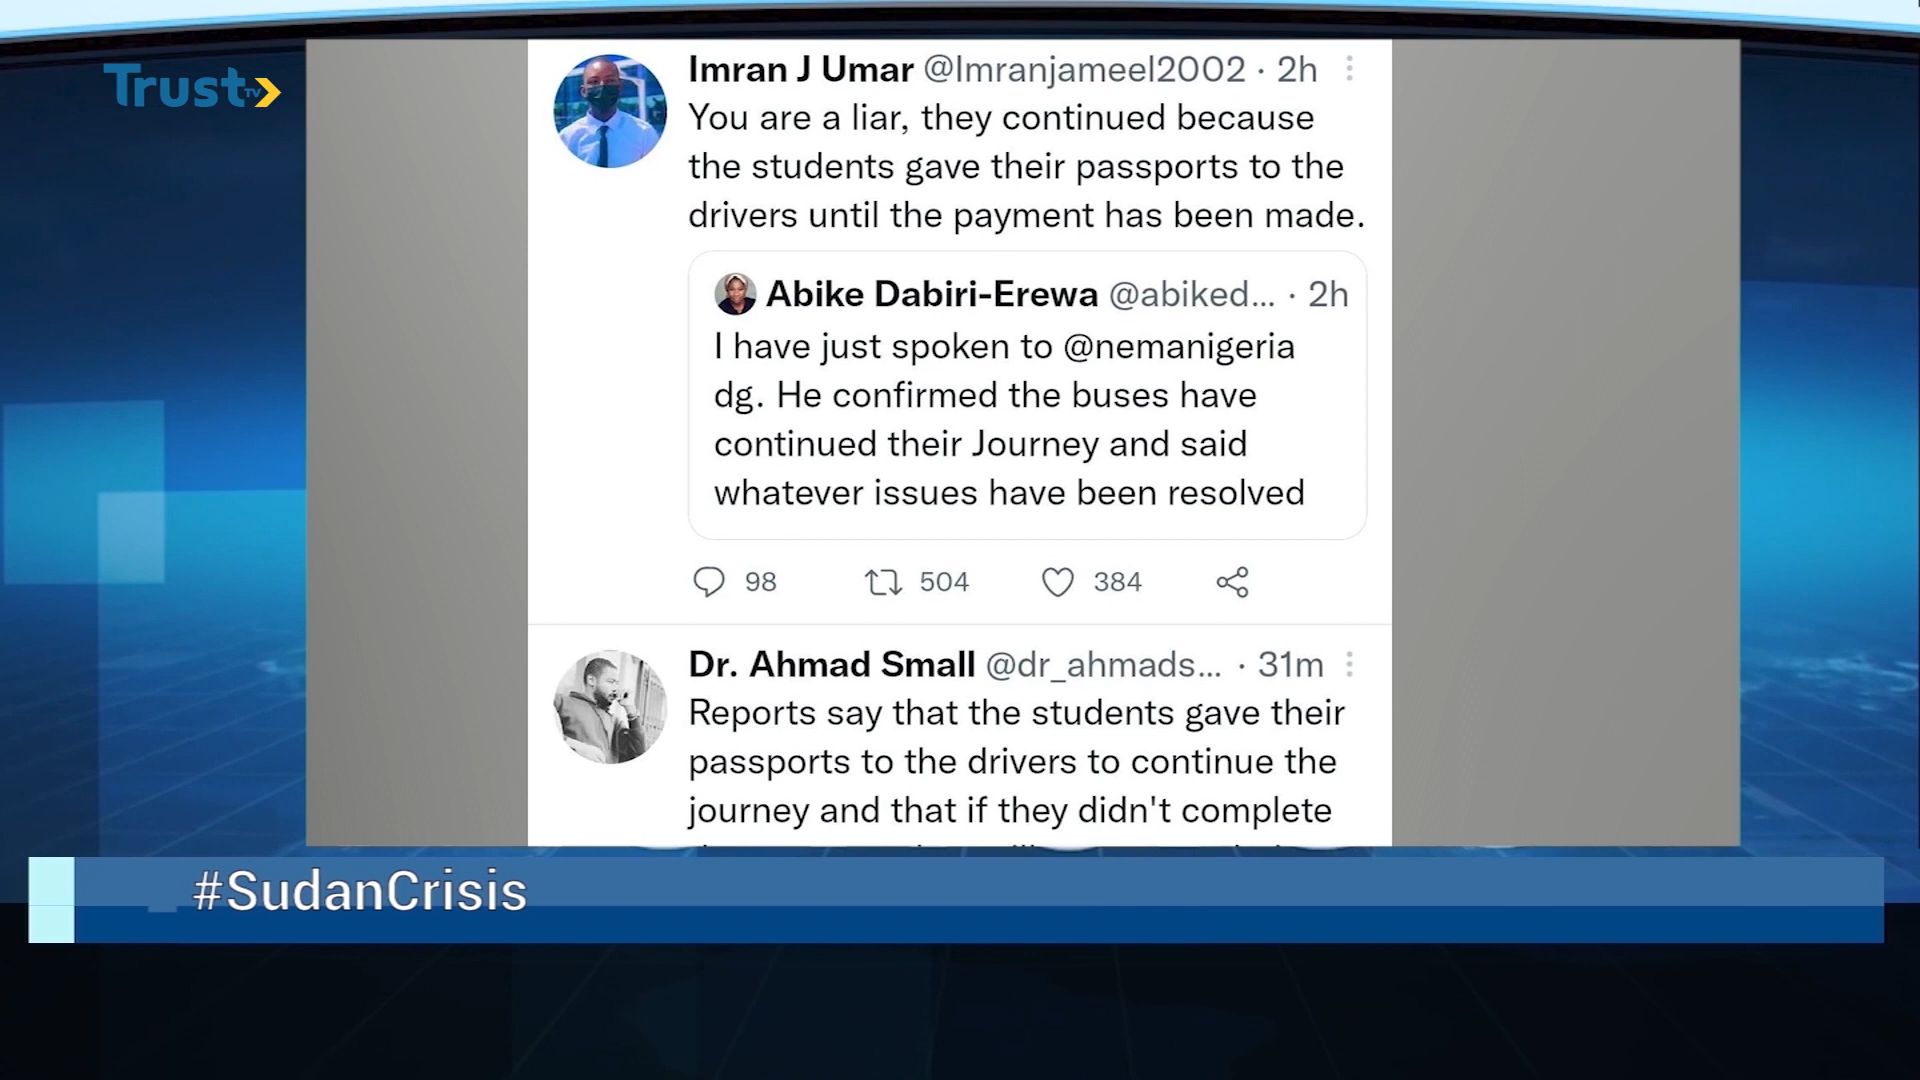 Trust TV
Imran J Umar @Imranjameel2002 · 2h
You are a liar, they continued because
the students gave their passports to the
drivers until the payment has been made.
Abike Dabiri-Erewa @abiked... · 2h
I have just spoken to @nemanigeria
dg. He confirmed the buses have
continued their Journey and said
whatever issues have been resolved
98 504 384
Dr. Ahmad Small @dr_ahmads... · 31m
Reports say that the students gave their
passports to the drivers to continue the
journey and that if they didn't complete
#SudanCrisis